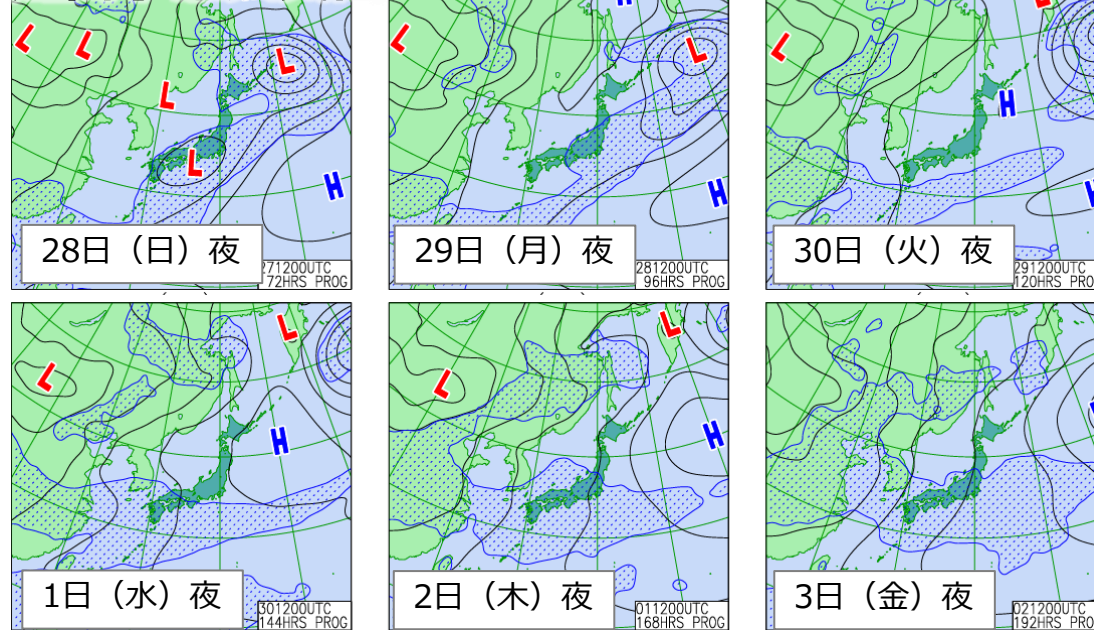 L
L
L
L
L
H
28日（日）夜
271200UTC
72HRS PROG
L
H
L
H
29日（月）夜
281200UTC
96HRS PROG
L
L
H
H
30日（火）夜
291200UTC
120HRS PROG
L
L
H
1日（水）夜
301200UTC
144HRS PROG
L
L
H
2日（木）夜
011200UTC
168HRS PROG
3日（金）夜
021200UTC
192HRS PROG